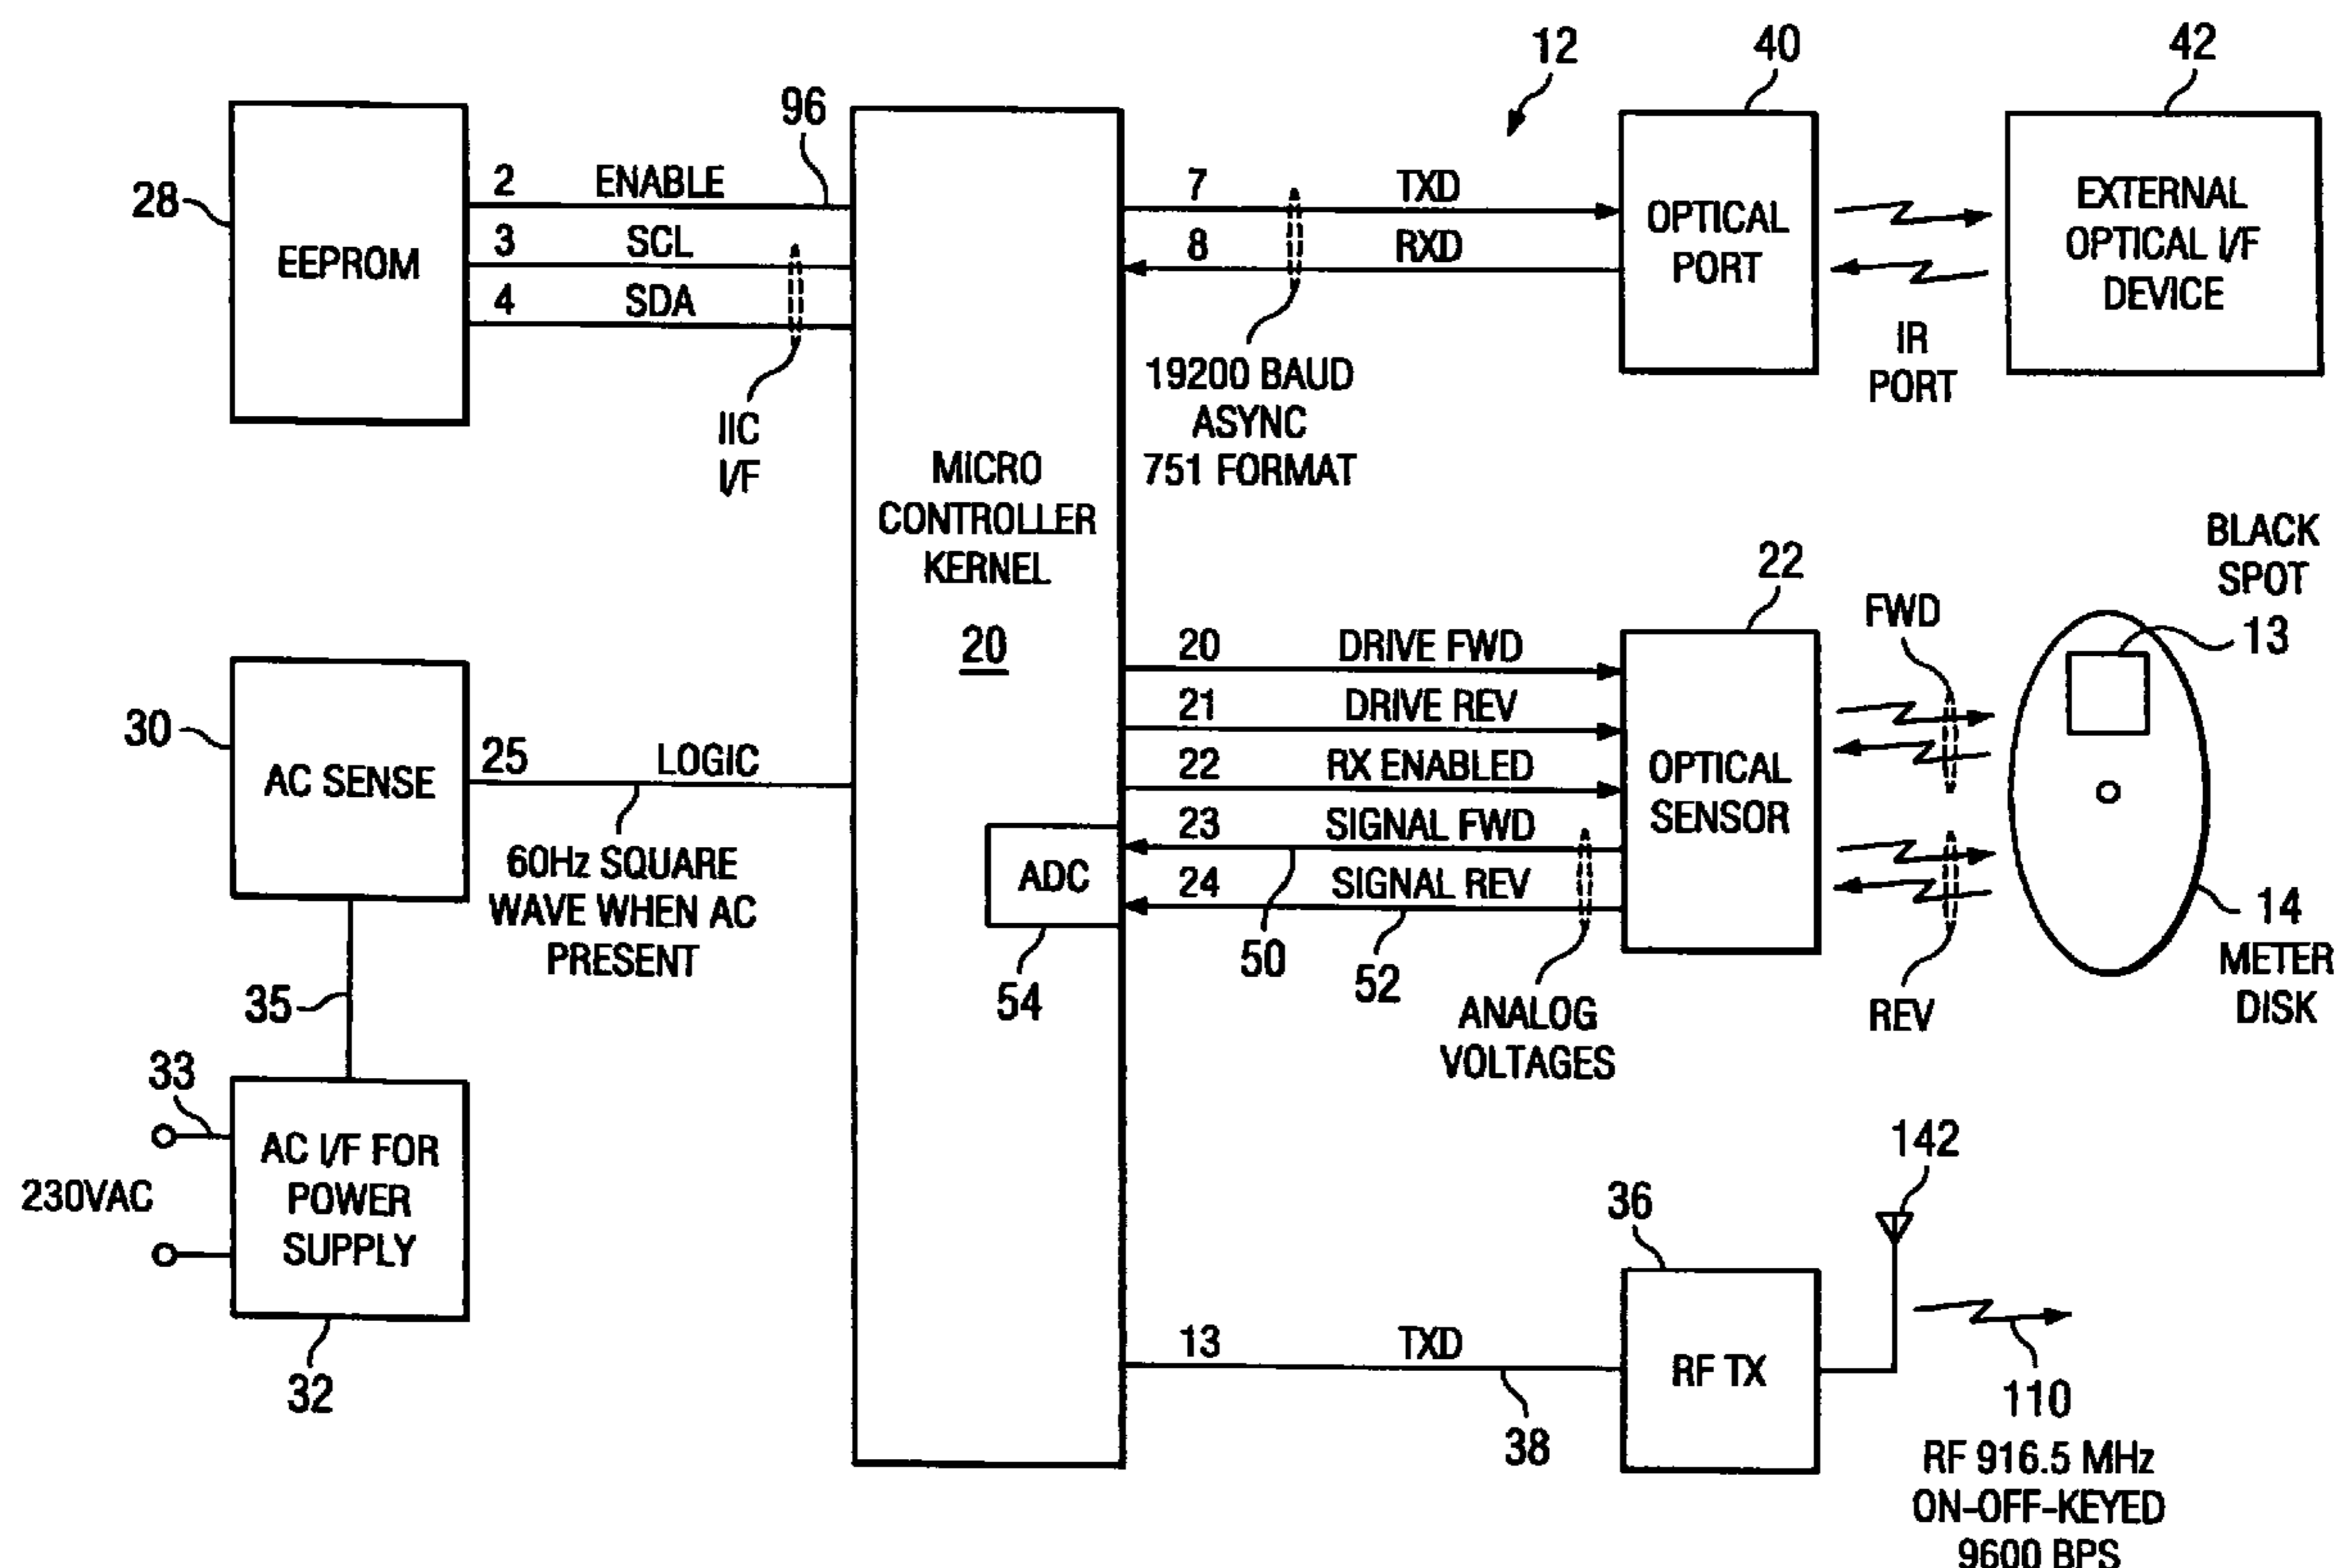 12
40
42
96
28
EEPROM
2 ENABLE
3 SCL
4 SDA
IIC
I/F
MICRO
CONTROLLER
KERNEL
20
7 TXD
8 RXD
19200 BAUD
ASYNC
751 FORMAT
OPTICAL
PORT
IR
PORT
EXTERNAL
OPTICAL I/F
DEVICE
30
AC SENSE
25 LOGIC
60Hz SQUARE
WAVE WHEN AC
PRESENT
35
33
230VAC
AC I/F FOR
POWER
SUPPLY
32
ADC
54
20 DRIVE FWD
21 DRIVE REV
22 RX ENABLED
23 SIGNAL FWD
24 SIGNAL REV
50
52
ANALOG
VOLTAGES
22
OPTICAL
SENSOR
FWD
REV
BLACK
SPOT
13
14
METER
DISK
13 TXD
38
36
RF TX
142
110
RF 916.5 MHz
ON-OFF-KEYED
9600 BPS